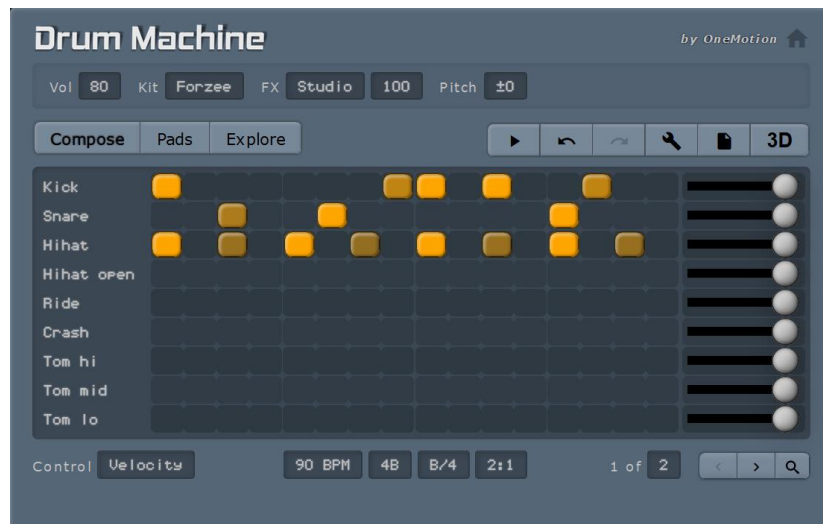 Drum Machine by OneMotion
Vol 80 Kit Forzee FX Studio 100 Pitch ±0
Compose Pads Explore 3D
Kick
Snare
Hihat
Hihat open
Ride
Crash
Tom hi
Tom mid
Tom lo
Control Velocity 90 BPM 4B B/4 2:1 1 of 2